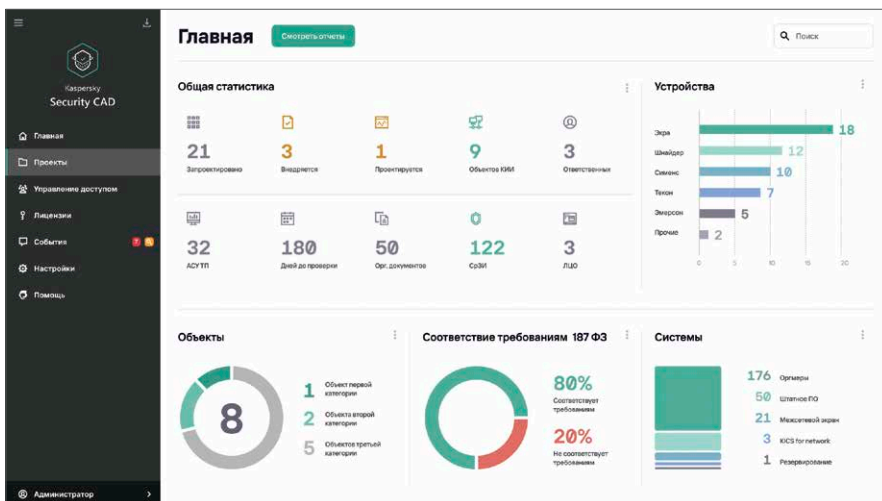 Kaspersky
Security CAD
Главная
Проекты
Управление доступом
Лицензии
События
Настройки
Помощь
Администратор
Главная
Смотреть отчеты
Поиск
Общая статистика
21
Запроектировано
3
Внедряется
1
Проектируется
9
Объектов КИИ
3
Ответственных
32
АСУ ТП
180
Дней до проверки
50
Орг. документов
122
СрЗИ
3
ЛЦО
Устройства
Экра 18
Шнайдер 12
Сименс 10
Текон 7
Эмерсон 5
Прочие 2
0 5 10 15 20
Объекты
8
1 Объект первой
категории
2 Объекта второй
категории
5 Объектов третьей
категории
Соответствие требованиям 187 ФЗ
80%
Соответствует
требованиям
20%
Не соответствует
требованиям
Системы
176 Оргмеры
50 Штатное ПО
21 Межсетевой экран
3 KICS for network
1 Резервирование